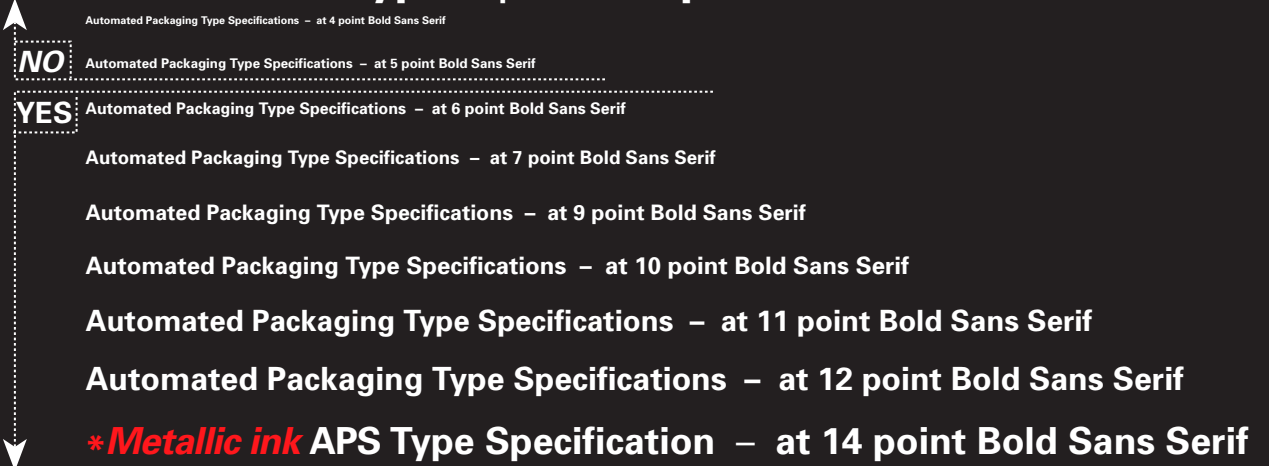 Automated Packaging Type Specifications – at 4 point Bold Sans Serif
NO Automated Packaging Type Specifications – at 5 point Bold Sans Serif
YES Automated Packaging Type Specifications – at 6 point Bold Sans Serif
Automated Packaging Type Specifications – at 7 point Bold Sans Serif
Automated Packaging Type Specifications – at 9 point Bold Sans Serif
Automated Packaging Type Specifications – at 10 point Bold Sans Serif
Automated Packaging Type Specifications – at 11 point Bold Sans Serif
Automated Packaging Type Specifications – at 12 point Bold Sans Serif
*Metallic ink APS Type Specification – at 14 point Bold Sans Serif